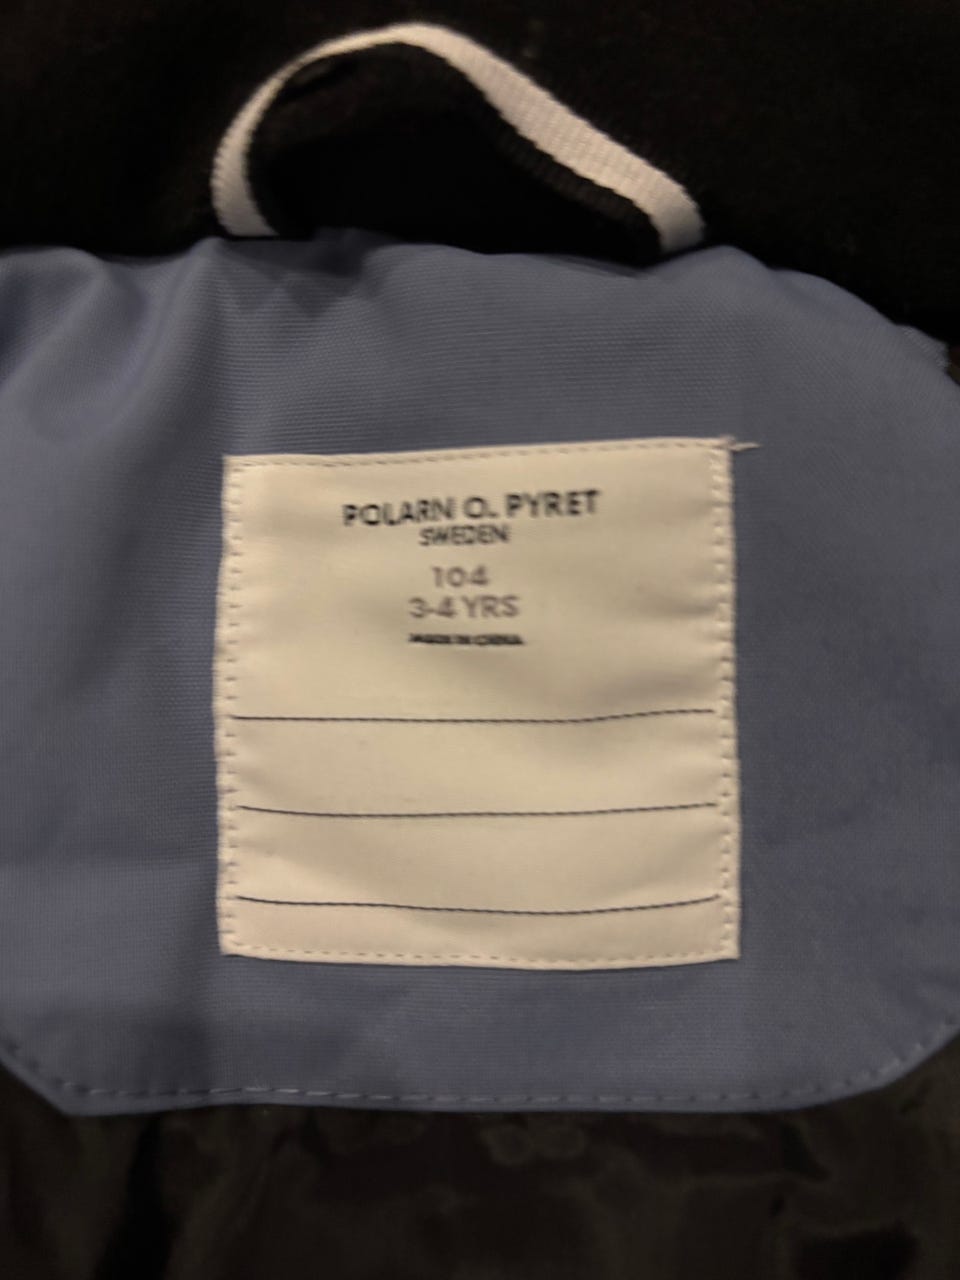 POLARN O. PYRET
SWEDEN
104
3-4 YRS
MADE IN CHINA